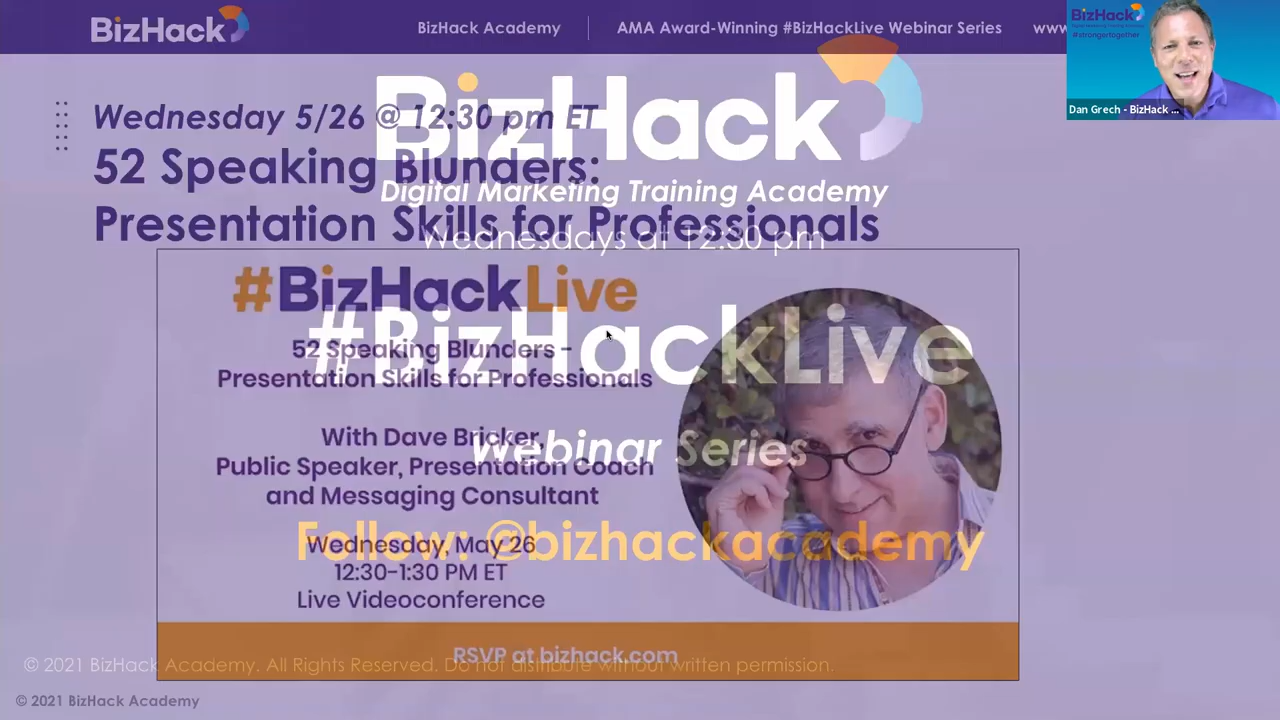 BizHack
BizHack Academy
AMA Award-Winning #BizHackLive Webinar Series
www
BizHack
#strongertogether
Dan Grech - BizHack ...
Wednesday 5/26 @ 12:30 pm ET
52 Speaking Blunders:
Presentation Skills for Professionals
BizHack
Digital Marketing Training Academy
Wednesdays at 12:30 pm
#BizHackLive
Webinar Series
Follow: @bizhackacademy
#BizHackLive
52 Speaking Blunders -
Presentation Skills for Professionals
With Dave Bricker,
Public Speaker, Presentation Coach
and Messaging Consultant
Wednesday, May 26
12:30-1:30 PM ET
Live Videoconference
RSVP at bizhack.com
© 2021 BizHack Academy. All Rights Reserved. Do not distribute without written permission.
© 2021 BizHack Academy